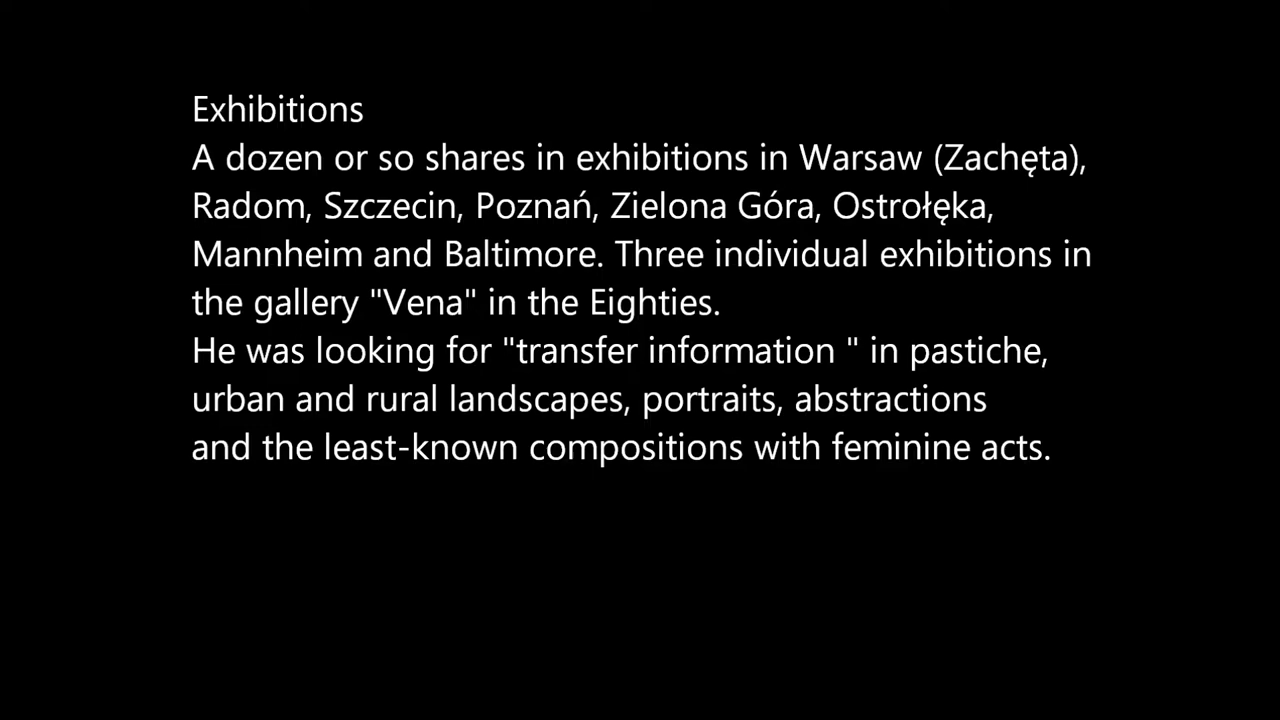 Exhibitions
A dozen or so shares in exhibitions in Warsaw (Zachęta),
Radom, Szczecin, Poznań, Zielona Góra, Ostrołęka,
Mannheim and Baltimore. Three individual exhibitions in
the gallery "Vena" in the Eighties.
He was looking for "transfer information " in pastiche,
urban and rural landscapes, portraits, abstractions
and the least-known compositions with feminine acts.